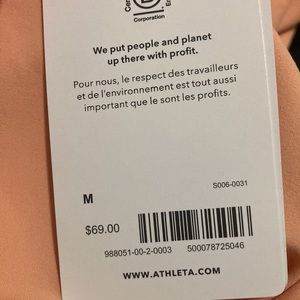 B
Corporation
We put people and planet
up there with profit.
Pour nous, le respect des travailleurs
et de l'environnement est tout aussi
important que le sont les profits.
S006-0031
M
$69.00
988051-00-2-0003 500078725046
WWW.ATHLETA.COM